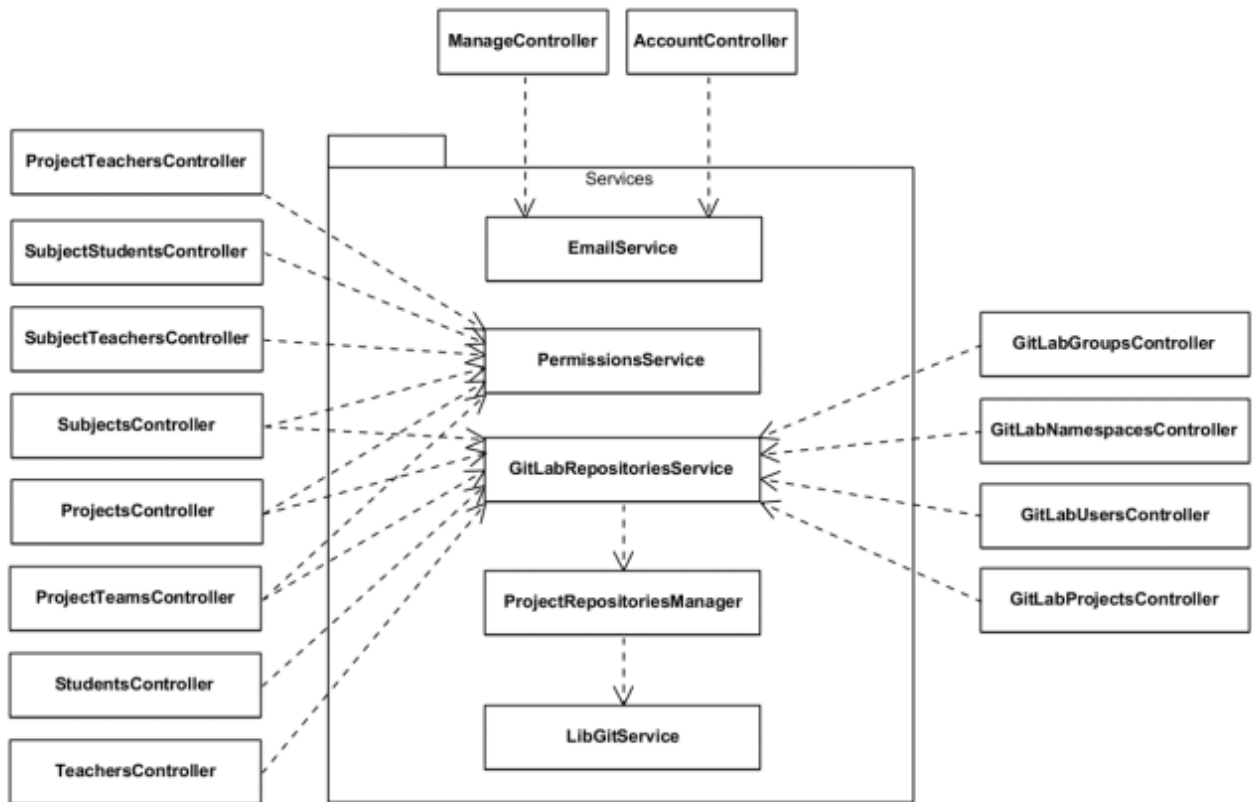 ManageController
AccountController
ProjectTeachersController
SubjectStudentsController
SubjectTeachersController
SubjectsController
ProjectsController
ProjectTeamsController
StudentsController
TeachersController
Services
EmailService
PermissionsService
GitLabRepositoriesService
ProjectRepositoriesManager
LibGitService
GitLabGroupsController
GitLabNamespacesController
GitLabUsersController
GitLabProjectsController